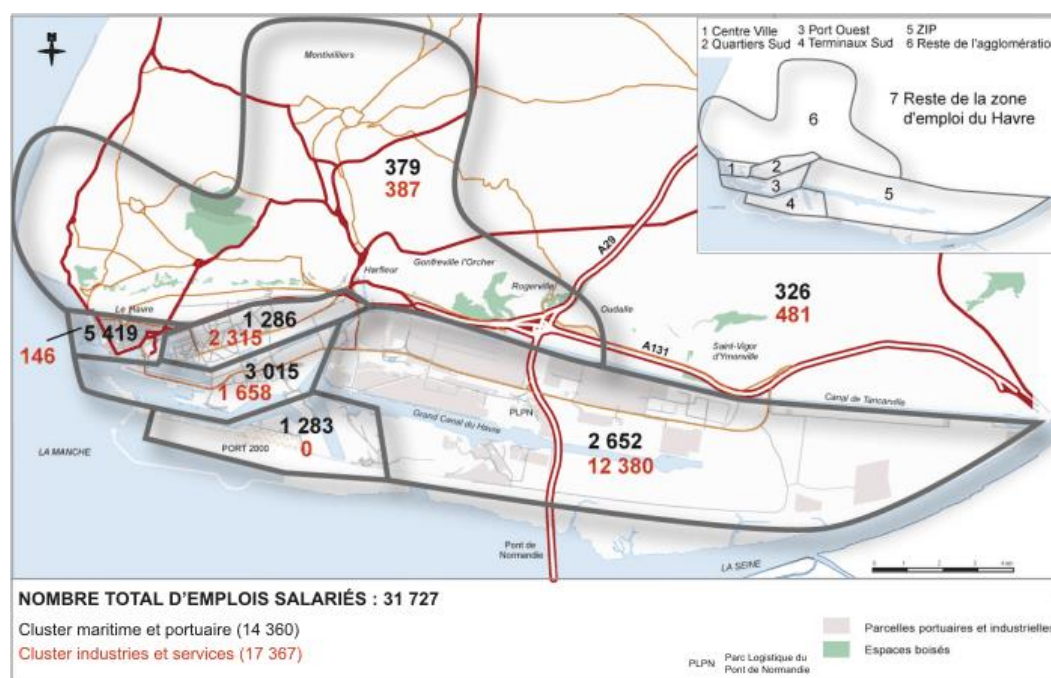 Montivilliers
1 Centre Ville
3 Port Ouest
5 ZIP
2 Quartiers Sud
4 Terminaux Sud
6 Reste de l'agglomération
7 Reste de la zone
d'emploi du Havre
6
1
2
3
4
5
379
387
A29
Harfleur
Gonfreville l'Orcher
Rogerville
Oudalle
326
481
Le Havre
5 419
146
1 286
2 315
3 015
1 658
A131
Saint-Vigor
d'Ymonville
Canal de Tancarville
PLPN
Grand Canal du Havre
1 283
0
PORT 2000
2 652
12 380
LA MANCHE
Pont de
Normandie
LA SEINE
NOMBRE TOTAL D'EMPLOIS SALARIÉS : 31 727
Cluster maritime et portuaire (14 360)
Cluster industries et services (17 367)
Parcelles portuaires et industrielles
Espaces boisés
PLPN
Parc Logistique du
Pont de Normandie